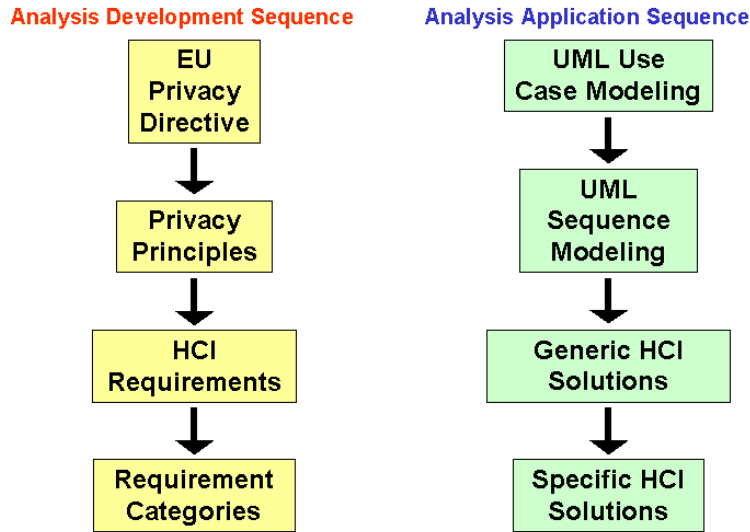 Analysis Development Sequence
EU
Privacy
Directive
Privacy
Principles
HCI
Requirements
Requirement
Categories
Analysis Application Sequence
UML Use
Case Modeling
UML
Sequence
Modeling
Generic HCI
Solutions
Specific HCI
Solutions